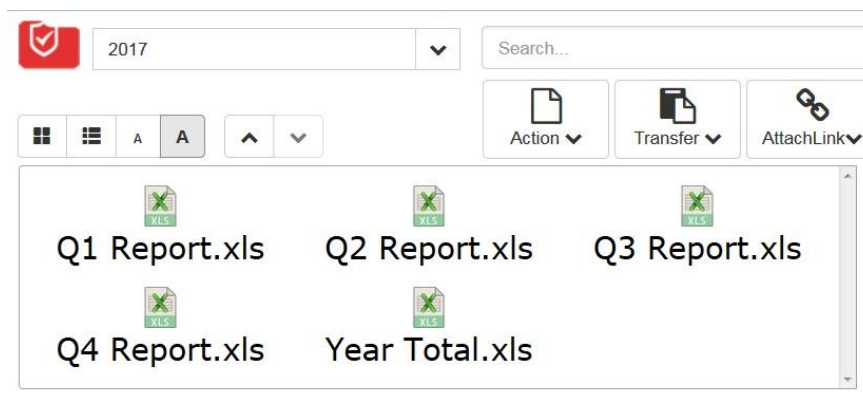 2017
Search...
A A
Action Transfer AttachLink
XLS XLS XLS
Q1 Report.xls Q2 Report.xls Q3 Report.xls
XLS XLS
Q4 Report.xls Year Total.xls